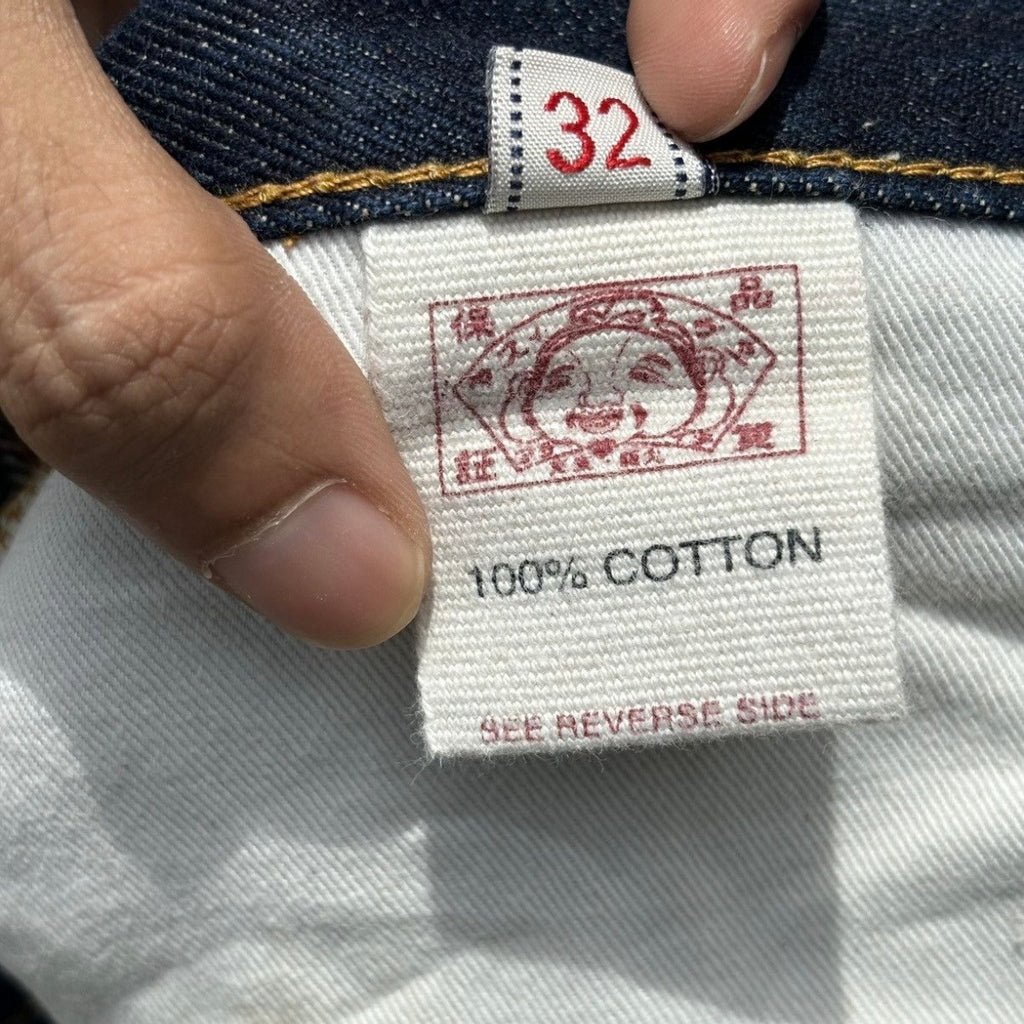 32
保 品
証 質
100% COTTON
SEE REVERSE SIDE